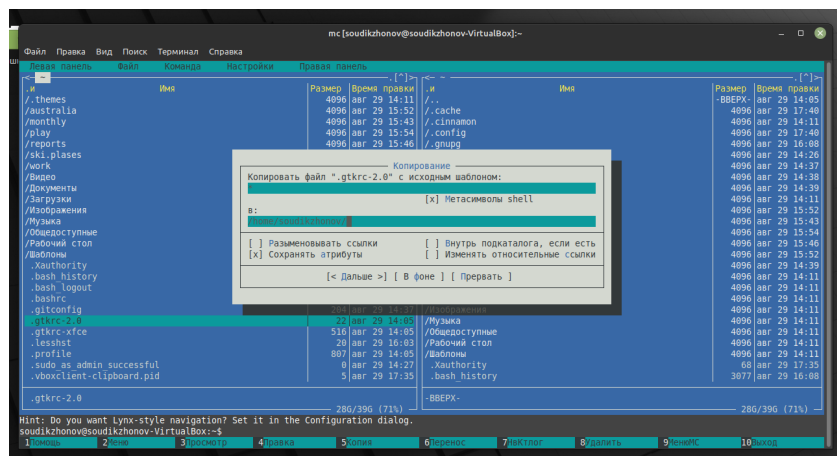 mc [soudikzhonov@soudikzhonov-VirtualBox]:~
Файл Правка Вид Поиск Терминал Справка
Левая панель Файл Команда Настройки Правая панель
<─ ~ .[^]> <─ ~ .[^]>
.и Имя Размер Время правки .и Имя Размер Время правки
/.themes 4096 авг 29 14:11 /.. -ВВЕРХ- авг 29 14:05
/australia 4096 авг 29 15:52 /.cache 4096 авг 29 17:40
/monthly 4096 авг 29 15:43 /.cinnamon 4096 авг 29 14:11
/play 4096 авг 29 15:54 /.config 4096 авг 29 17:40
/reports 4096 авг 29 15:46 /.gnupg 4096 авг 29 16:08
/ski.plases 4096 авг 29 14:26
/work Копирование 4096 авг 29 14:37
/Видео Копировать файл ".gtkrc-2.0" с исходным шаблоном: 4096 авг 29 14:38
/Документы * 4096 авг 29 14:39
/Загрузки [x] Метасимволы shell 4096 авг 29 14:11
/Изображения в: 4096 авг 29 15:52
/Музыка /home/soudikzhonov/ 4096 авг 29 15:43
/Общедоступные 4096 авг 29 15:54
/Рабочий стол [ ] Разыменовывать ссылки [ ] Внутрь подкаталога, если есть 4096 авг 29 15:46
/Шаблоны [x] Сохранять атрибуты [ ] Изменять относительные ссылки 4096 авг 29 15:52
.Xauthority 4096 авг 29 14:39
.bash_history [< Дальше >] [ В фоне ] [ Прервать ] 4096 авг 29 14:11
.bash_logout 4096 авг 29 14:11
.bashrc 4096 авг 29 14:11
.gitconfig 204 авг 29 14:37 /Изображения 4096 авг 29 14:11
.gtkrc-2.0 22 авг 29 14:05 /Музыка 4096 авг 29 14:11
.gtkrc-xfce 516 авг 29 14:05 /Общедоступные 4096 авг 29 14:11
.lesshst 20 авг 29 16:03 /Рабочий стол 4096 авг 29 14:11
.profile 807 авг 29 14:05 /Шаблоны 4096 авг 29 14:11
.sudo_as_admin_successful 0 авг 29 14:27 .Xauthority 68 авг 29 17:35
.vboxclient-clipboard.pid 5 авг 29 17:35 .bash_history 3077 авг 29 16:08
.gtkrc-2.0 -ВВЕРХ-
28G/39G (71%) 28G/39G (71%)
Hint: Do you want Lynx-style navigation? Set it in the Configuration dialog.
soudikzhonov@soudikzhonov-VirtualBox:~$
1Помощь 2Меню 3Просмотр 4Правка 5Копия 6Перенос 7НвКтлог 8Удалить 9МенюМС 10Выход